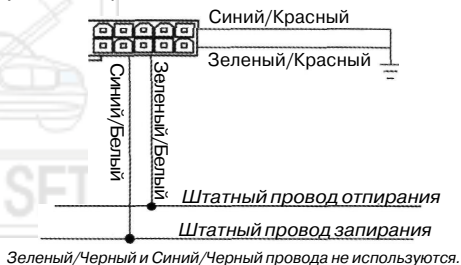 Синий/Красный
Зеленый/Красный
Синий/Белый
Зеленый/Белый
Штатный провод отпирания
Штатный провод запирания
Зеленый/Черный и Синий/Черный провода не используются.
SET